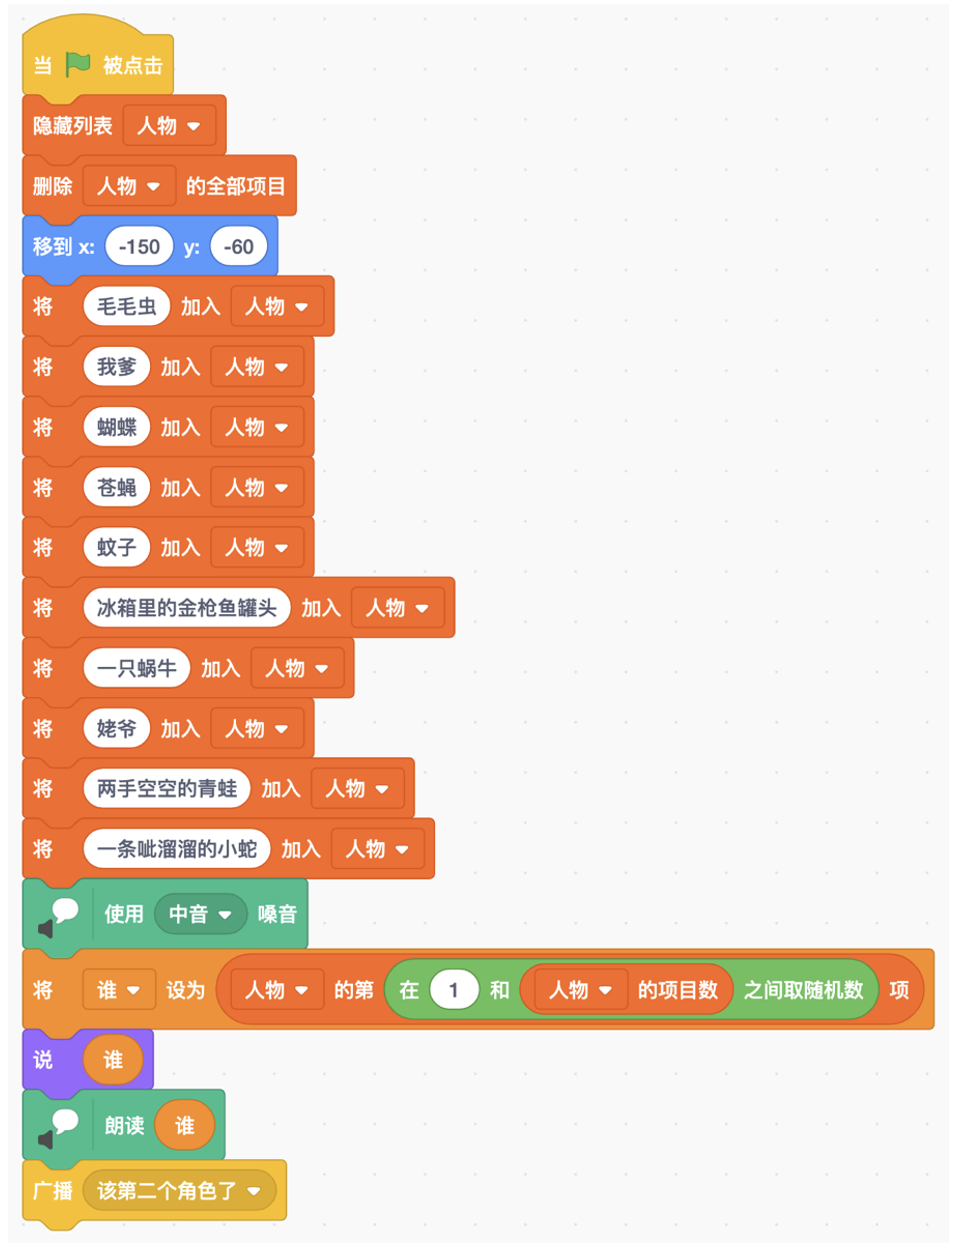 当 被点击
隐藏列表 人物
删除 人物 的全部项目
移到 x: -150 y: -60
将 毛毛虫 加入 人物
将 我爹 加入 人物
将 蝴蝶 加入 人物
将 苍蝇 加入 人物
将 蚊子 加入 人物
将 冰箱里的金枪鱼罐头 加入 人物
将 一只蜗牛 加入 人物
将 姥爷 加入 人物
将 两手空空的青蛙 加入 人物
将 一条呲溜溜的小蛇 加入 人物
使用 中音 嗓音
将 谁 设为 人物 的第 在 1 和 人物 的项目数 之间取随机数 项
说 谁
朗读 谁
广播 该第二个角色了